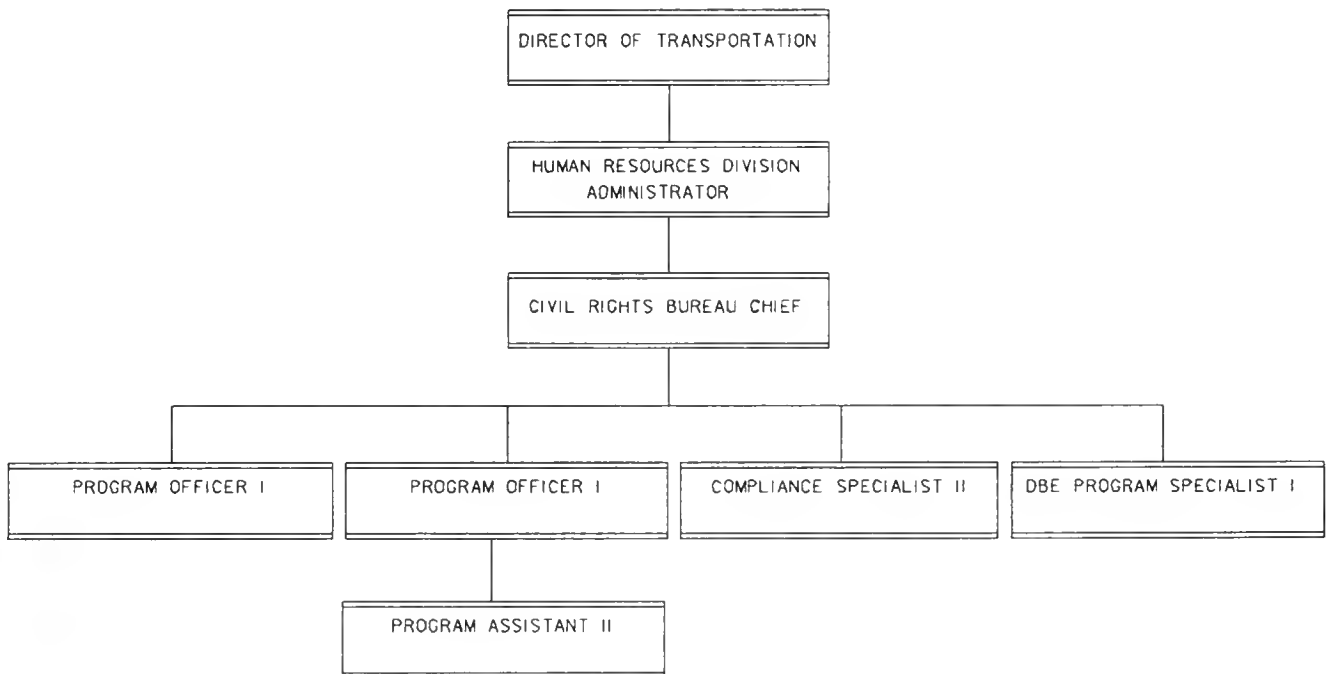 DIRECTOR OF TRANSPORTATION
HUMAN RESOURCES DIVISION
ADMINISTRATOR
CIVIL RIGHTS BUREAU CHIEF
PROGRAM OFFICER I
PROGRAM OFFICER I
COMPLIANCE SPECIALIST II
DBE PROGRAM SPECIALIST I
PROGRAM ASSISTANT II